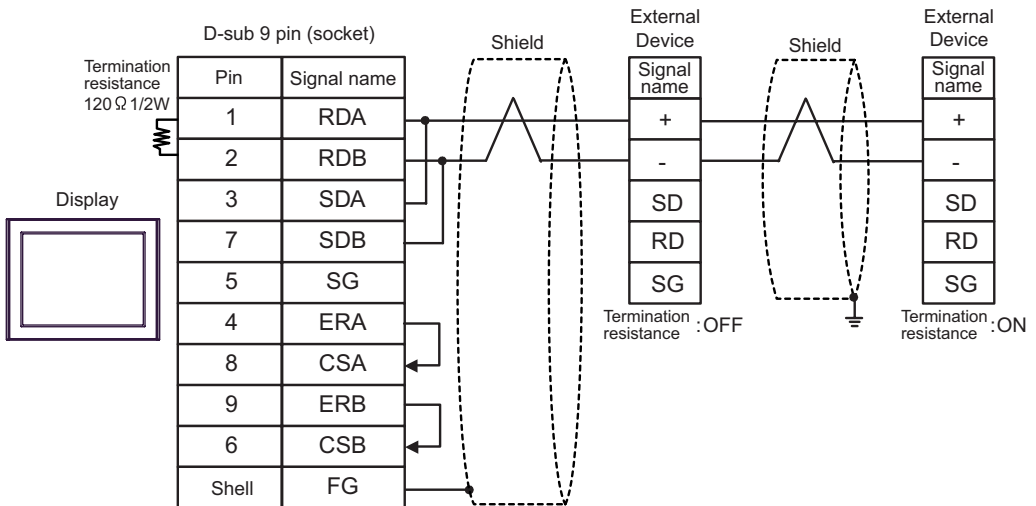 D-sub 9 pin (socket)
Termination
resistance
120Ω 1/2W
Display
Pin Signal name
1 RDA
2 RDB
3 SDA
7 SDB
5 SG
4 ERA
8 CSA
9 ERB
6 CSB
Shell FG
Shield
External
Device
Signal
name
+
-
SD
RD
SG
Termination
resistance :OFF
Shield
External
Device
Signal
name
+
-
SD
RD
SG
Termination
resistance :ON